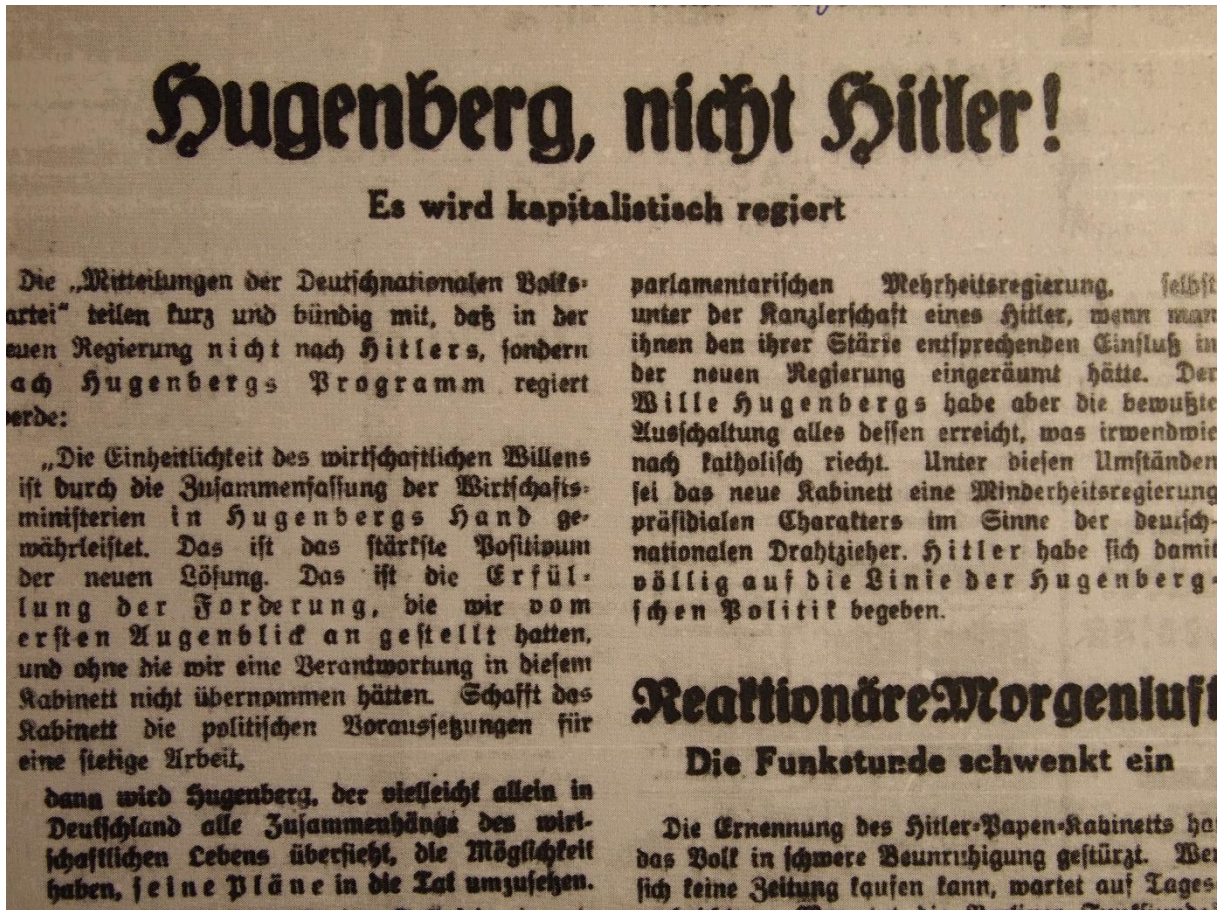 Hugenberg, nicht Hitler!
Es wird kapitalistisch regiert
Die „Mitteilungen der Deutschnationalen Volks-
artei“ teilen kurz und bündig mit, daß in der
euen Regierung nicht nach Hitlers, sondern
ach Hugenbergs Programm regiert
erde:
„Die Einheitlichkeit des wirtschaftlichen Willens
ist durch die Zusammenfassung der Wirtschafts-
ministerien in Hugenbergs Hand ge-
währleistet. Das ist das stärkste Positivum
der neuen Lösung. Das ist die Erfül-
lung der Forderung, die wir vom
ersten Augenblick an gestellt hatten,
und ohne die wir eine Verantwortung in diesem
Kabinett nicht übernommen hätten. Schafft das
Kabinett die politischen Voraussetzungen für
eine stetige Arbeit,
dann wird Hugenberg, der vielleicht allein in
Deutschland alle Zusammenhänge des wirt-
schaftlichen Lebens übersieht, die Möglichkeit
haben, seine Pläne in die Tat umzusetzen.
parlamentarischen Mehrheitsregierung, selbst
unter der Kanzlerschaft eines Hitler, wenn man
ihnen den ihrer Stärke entsprechenden Einfluß in
der neuen Regierung eingeräumt hätte. Der
Wille Hugenbergs habe aber die bewußte
Ausschaltung alles dessen erreicht, was irwendwie
nach katholisch riecht. Unter diesen Umständen
sei das neue Kabinett eine Minderheitsregierung
präsidialen Charakters im Sinne der deutsch-
nationalen Drahtzieher. Hitler habe sich damit
völlig auf die Linie der Hugenberg-
schen Politik begeben.
Reaktionäre Morgenluft
Die Funkstunde schwenkt ein
Die Ernennung des Hitler-Papen-Kabinetts ha
das Volk in schwere Beunruhigung gestürzt. Wer
sich keine Zeitung kaufen kann, wartet auf Tages-